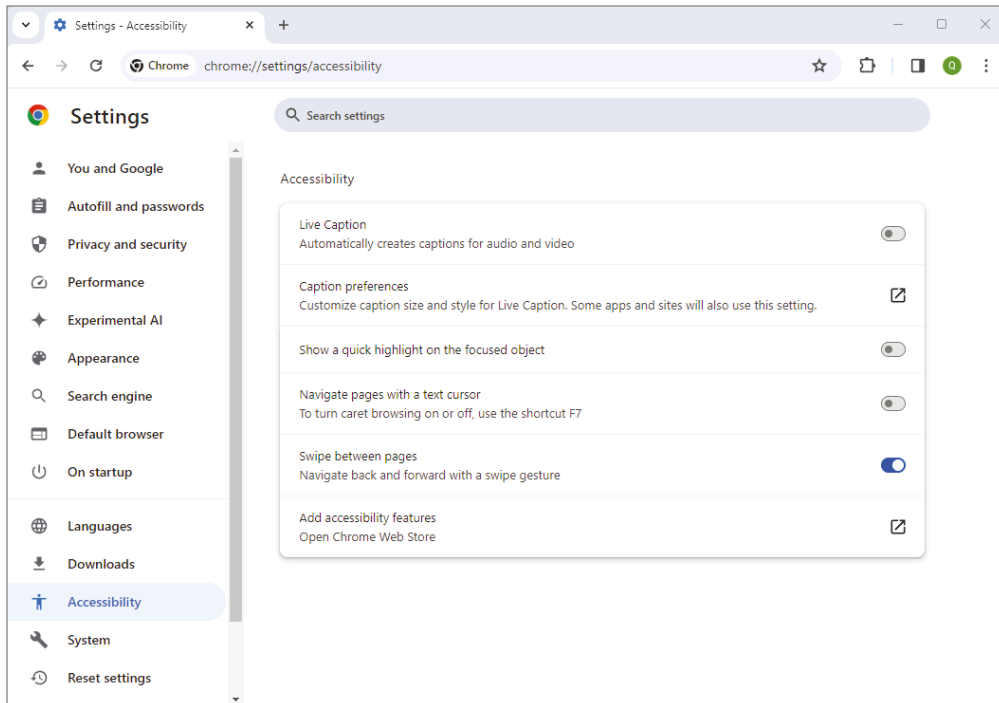 Settings - Accessibility
Chrome chrome://settings/accessibility
Q
Settings
Search settings
You and Google
Autofill and passwords
Privacy and security
Performance
Experimental AI
Appearance
Search engine
Default browser
On startup
Languages
Downloads
Accessibility
System
Reset settings
Accessibility
Live Caption
Automatically creates captions for audio and video
Caption preferences
Customize caption size and style for Live Caption. Some apps and sites will also use this setting.
Show a quick highlight on the focused object
Navigate pages with a text cursor
To turn caret browsing on or off, use the shortcut F7
Swipe between pages
Navigate back and forward with a swipe gesture
Add accessibility features
Open Chrome Web Store